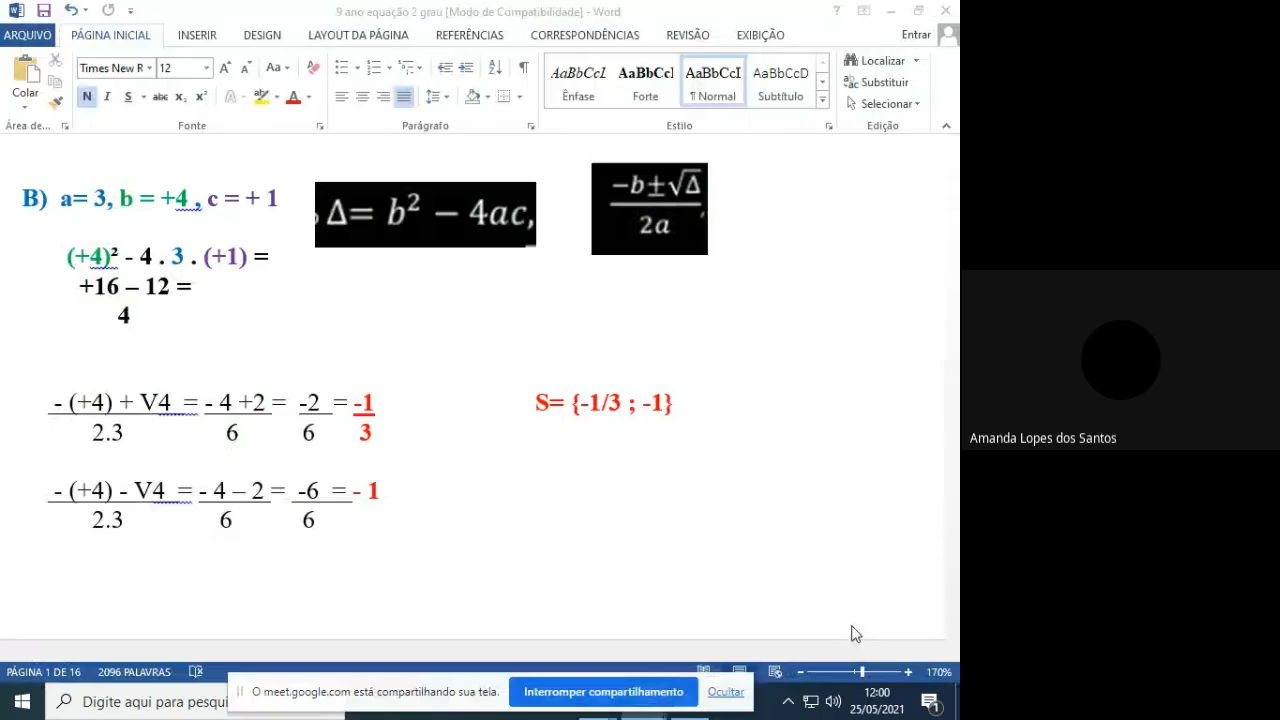 9 ano equação 2 grau [Modo de Compatibilidade] - Word
ARQUIVO PÁGINA INICIAL INSERIR DESIGN LAYOUT DA PÁGINA REFERÊNCIAS CORRESPONDÊNCIAS REVISÃO EXIBIÇÃO Entrar
Colar
Times New R 12 Aa
N I S abc x₂ x² A A
AaBbCcI AaBbCcI AaBbCcI AaBbCcD
Ênfase Forte ¶ Normal Subtítulo
Localizar
Substituir
Selecionar
Área de... Fonte Parágrafo Estilo Edição
B) a= 3, b = +4 , c = + 1
Δ= b² − 4ac,
−b±√Δ
2a
(+4)² - 4 . 3 . (+1) =
+16 – 12 =
4
- (+4) + V4 = - 4 +2 = -2 = -1
2.3 6 6 3
S= {-1/3 ; -1}
- (+4) - V4 = - 4 – 2 = -6 = - 1
2.3 6 6
Amanda Lopes dos Santos
PÁGINA 1 DE 16 2096 PALAVRAS 170%
Digite aqui para pesqui
O meet.google.com está compartilhando sua tela. Interromper compartilhamento Ocultar
12:00
25/05/2021
1